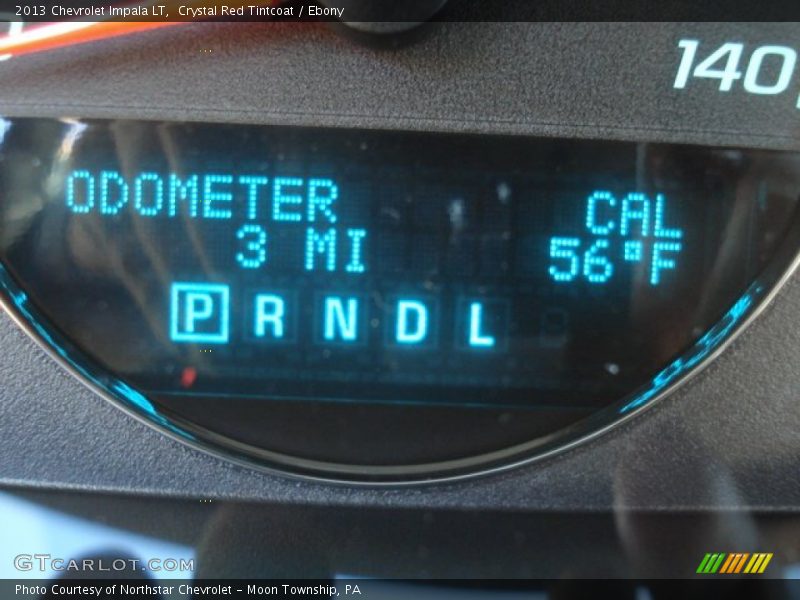 2013 Chevrolet Impala LT, Crystal Red Tintcoat / Ebony
140
ODOMETER CAL
3 MI 56°F
P R N D L
GTCARLOT.COM
Photo Courtesy of Northstar Chevrolet - Moon Township, PA